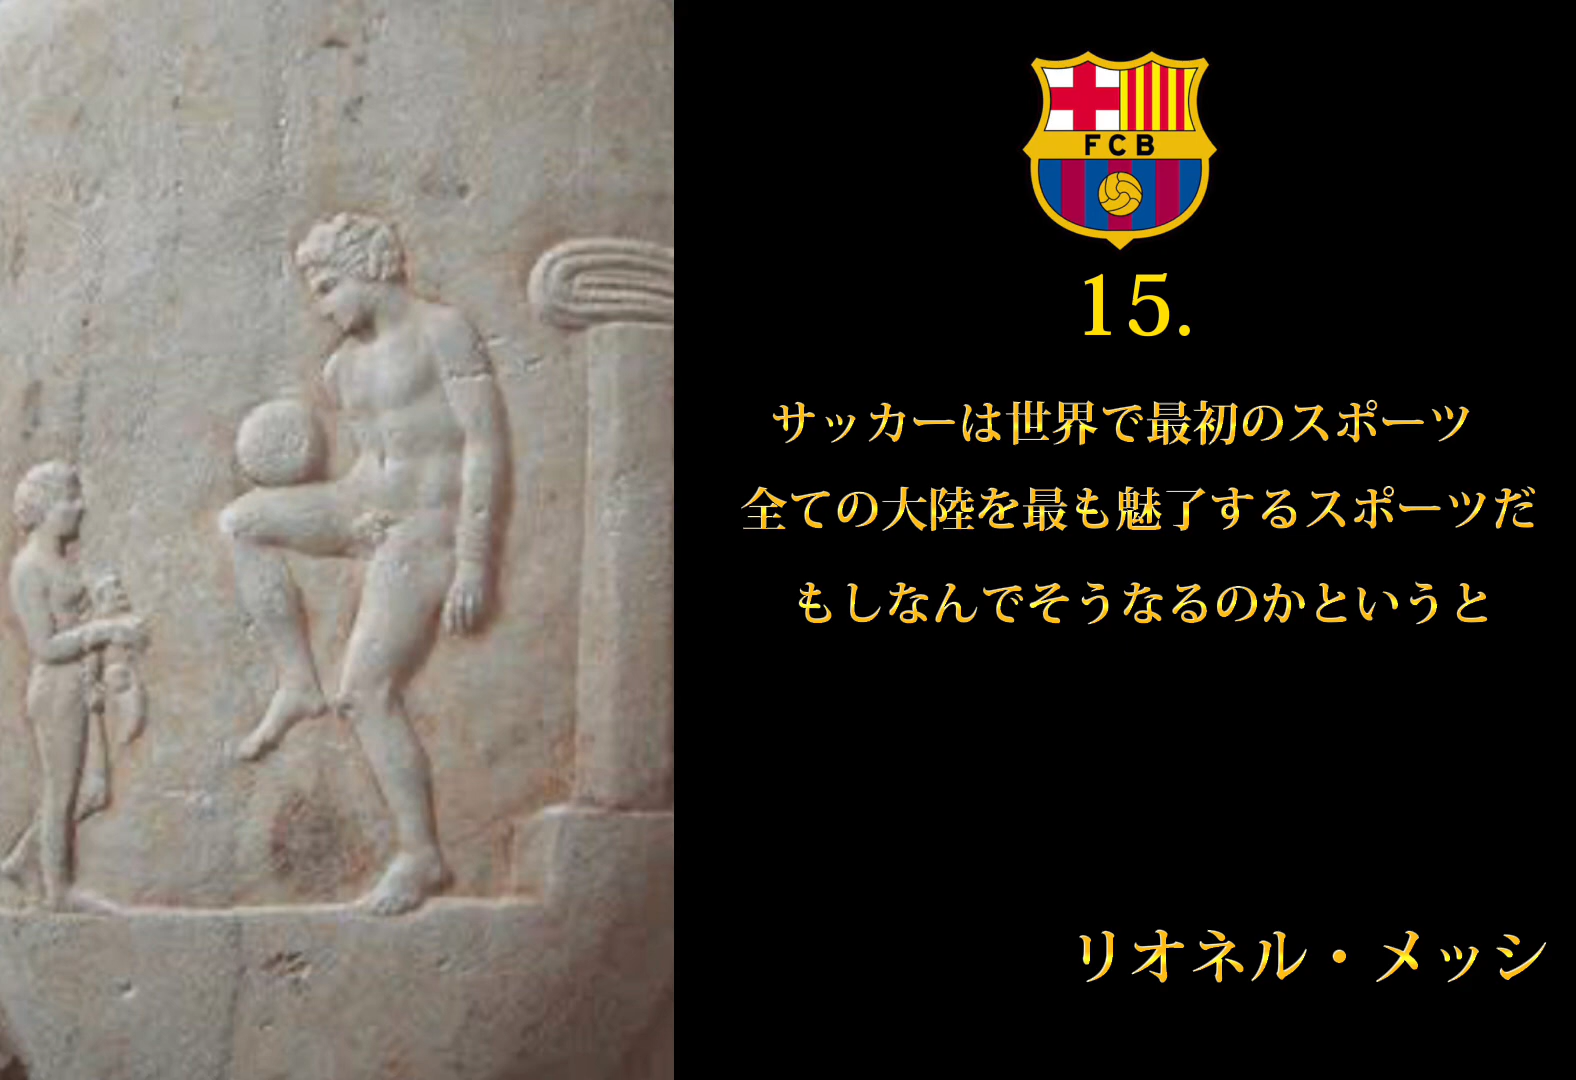 FCB
15.
サッカーは世界で最初のスポーツ
全ての大陸を最も魅了するスポーツだ
もしなんでそうなるのかというと
リオネル・メッシ